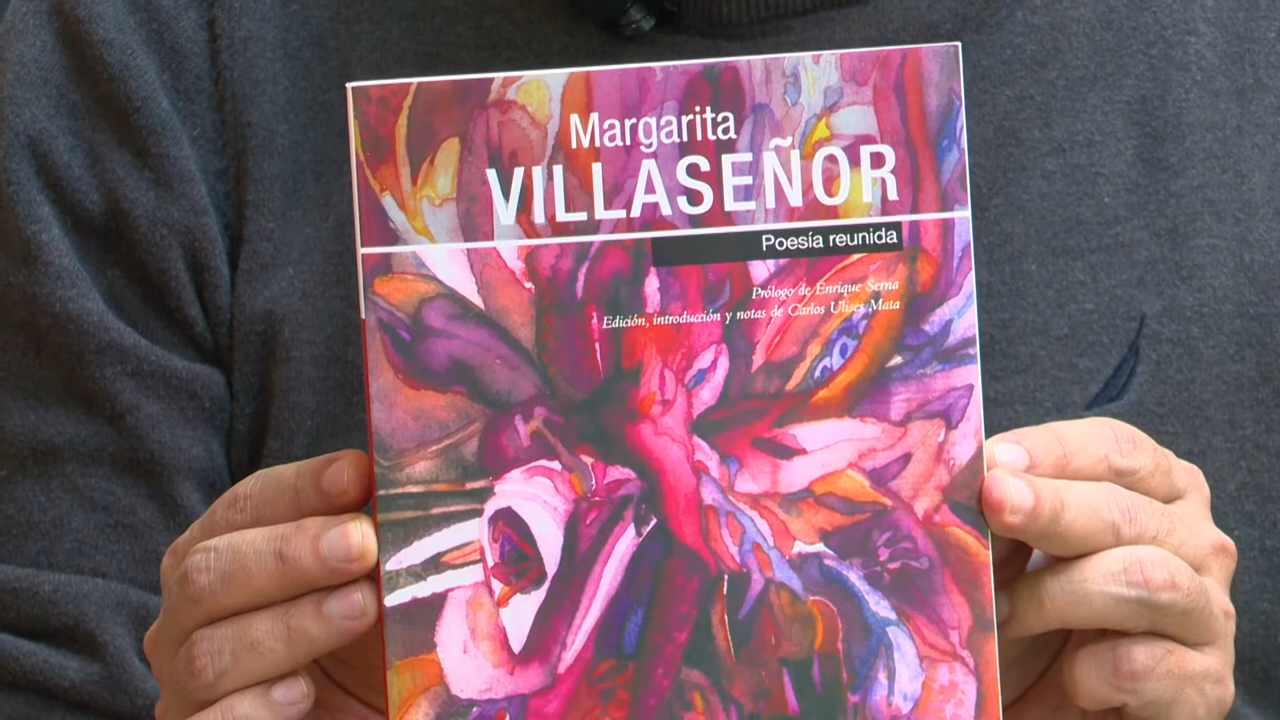 Margarita
VILLASEÑOR
Poesía reunida
Prólogo de Enrique Serna
Edición, introducción y notas de Carlos Ulises Mata